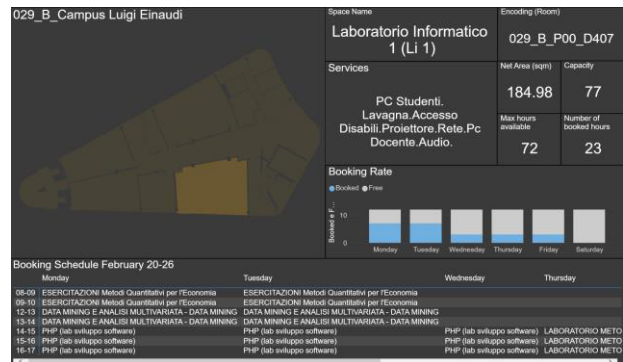 029_B_Campus Luigi Einaudi
Space Name
Laboratorio Informatico
1 (Li 1)
Encoding (Room)
029_B_P00_D407
Services
PC Studenti.
Lavagna.Accesso
Disabili.Proiettore.Rete.Pc
Docente.Audio.
Net Area (sqm)
184.98
Capacity
77
Max hours
available
72
Number of
booked hours
23
Booking Rate
Booked Free
Booked e F...
10
0
Monday Tuesday Wednesday Thursday Friday Saturday
Booking Schedule February 20-26
Monday Tuesday Wednesday Thur
08-09 ESERCITAZIONI Metodi Quantitativi per l'Economia ESERCITAZIONI Metodi Quantitativi per l'Economia
09-10 ESERCITAZIONI Metodi Quantitativi per l'Economia ESERCITAZIONI Metodi Quantitativi per l'Economia
12-13 DATA MINING E ANALISI MULTIVARIATA - DATA MINING DATA MINING E ANALISI MULTIVARIATA - DATA MINING
13-14 DATA MINING E ANALISI MULTIVARIATA - DATA MINING DATA MINING E ANALISI MULTIVARIATA - DATA MINING
14-15 PHP (lab sviluppo software) PHP (lab sviluppo software) PHP (lab sviluppo software) LABORATORIO METO
15-16 PHP (lab sviluppo software) PHP (lab sviluppo software) PHP (lab sviluppo software) LABORATORIO METO
16-17 PHP (lab sviluppo software) PHP (lab sviluppo software) PHP (lab sviluppo software) LABORATORIO METO